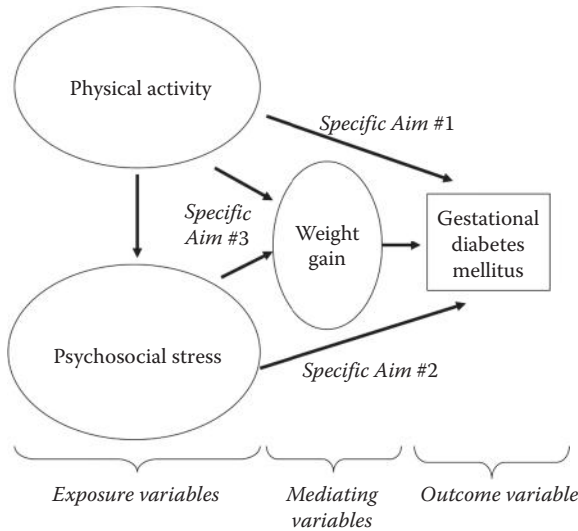 Physical activity
Specific Aim #1
Specific
Aim #3
Weight
gain
Gestational
diabetes
mellitus
Psychosocial stress
Specific Aim #2
Exposure variables
Mediating
variables
Outcome variable